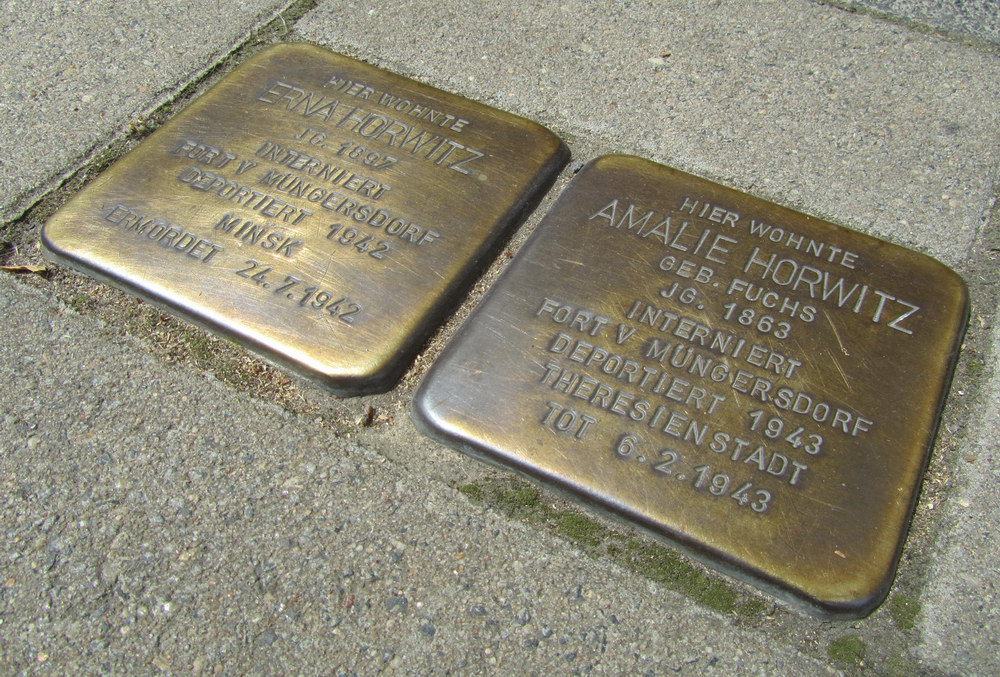 HIER WOHNTE
ERNA HORWITZ
JG. 1897
INTERNIERT
FORT V MÜNGERSDORF
DEPORTIERT 1942
MINSK
ERMORDET 24.7.1942
HIER WOHNTE
AMALIE HORWITZ
GEB. FUCHS
JG. 1863
INTERNIERT
FORT V MÜNGERSDORF
DEPORTIERT 1943
THERESIENSTADT
TOT 6.2.1943